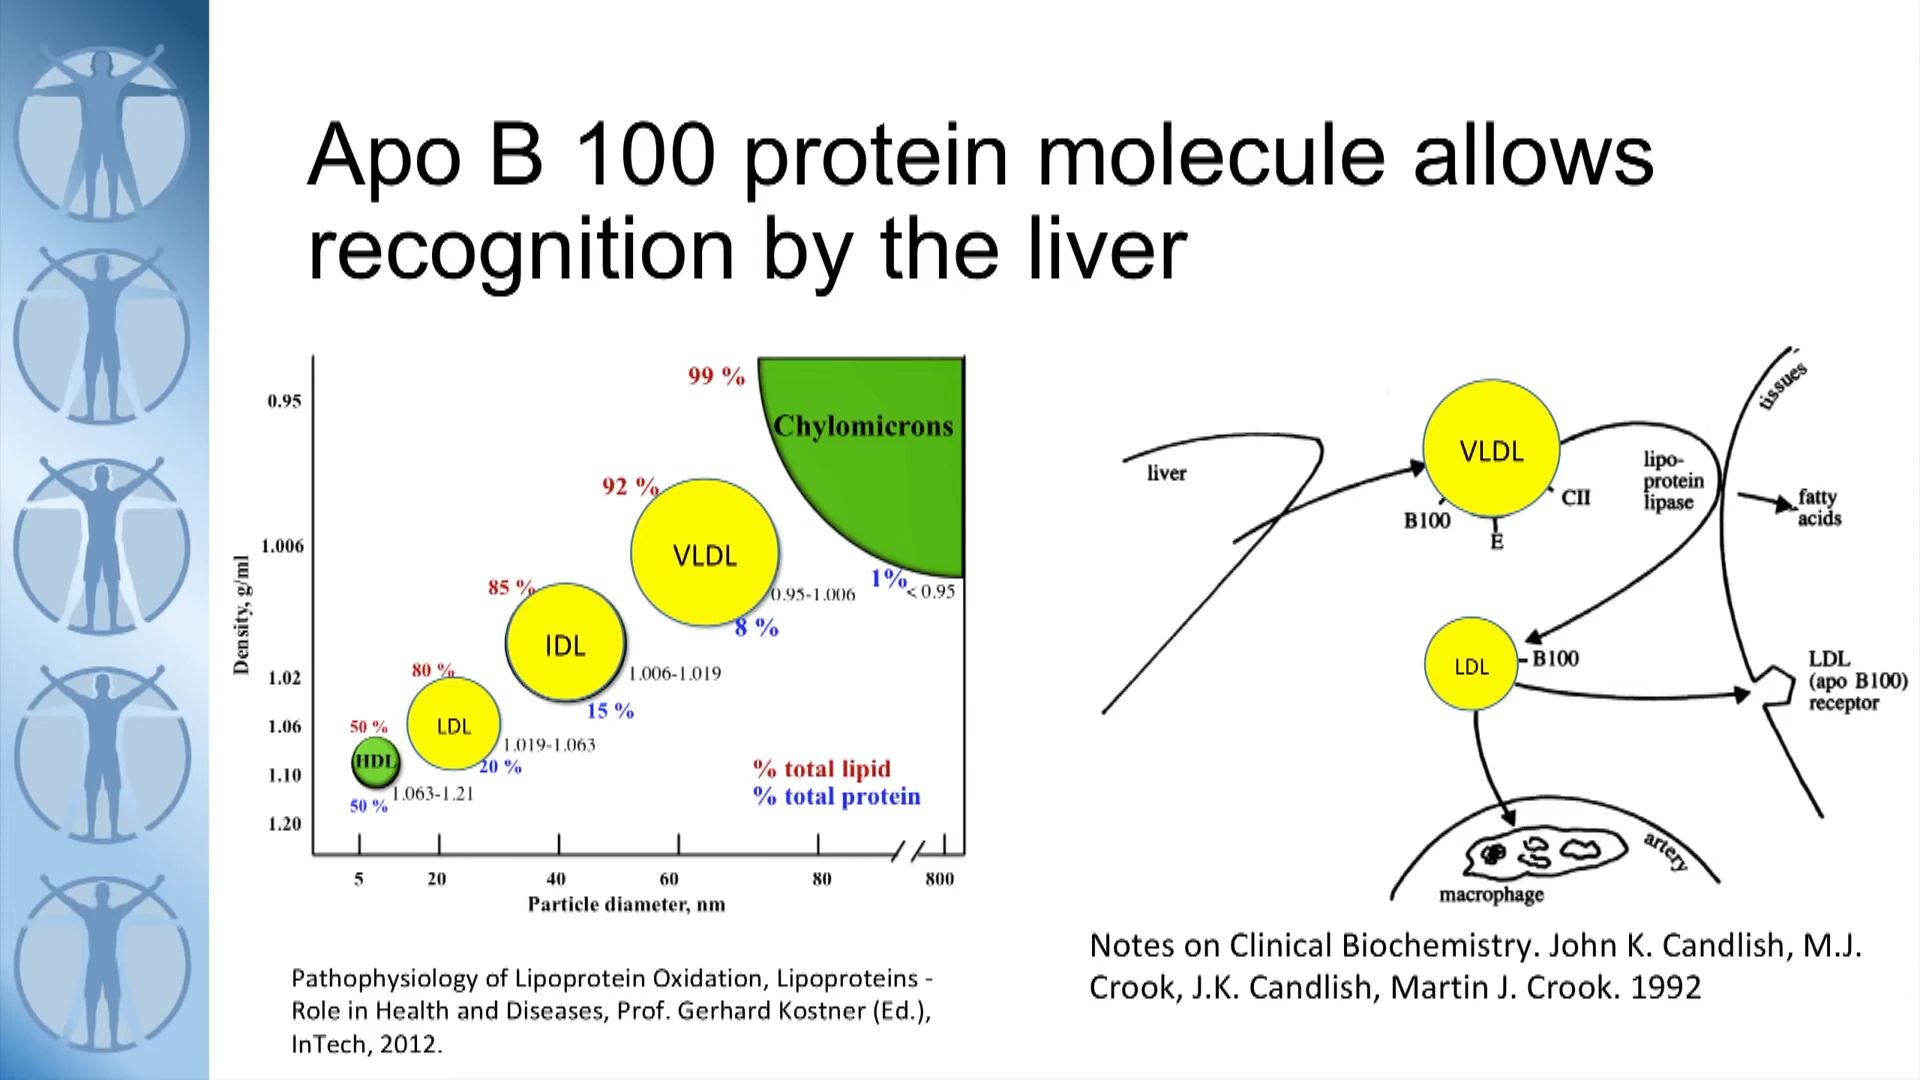 Apo B 100 protein molecule allows
recognition by the liver
99 %
0.95
Chylomicrons
92 %
1.006
VLDL
1%
< 0.95
85 %
0.95-1.006
8 %
Density, g/ml
IDL
80 %
1.006-1.019
1.02
15 %
50 %
1.06
LDL
1.019-1.063
20 %
HDL
1.10
1.063-1.21
50 %
% total lipid
% total protein
1.20
5
20
40
60
80
800
Particle diameter, nm
Pathophysiology of Lipoprotein Oxidation, Lipoproteins -
Role in Health and Diseases, Prof. Gerhard Kostner (Ed.),
InTech, 2012.
tissues
liver
VLDL
lipo-
protein
lipase
CII
B100
E
fatty
acids
LDL
B100
LDL
(apo B100)
receptor
artery
macrophage
Notes on Clinical Biochemistry. John K. Candlish, M.J.
Crook, J.K. Candlish, Martin J. Crook. 1992